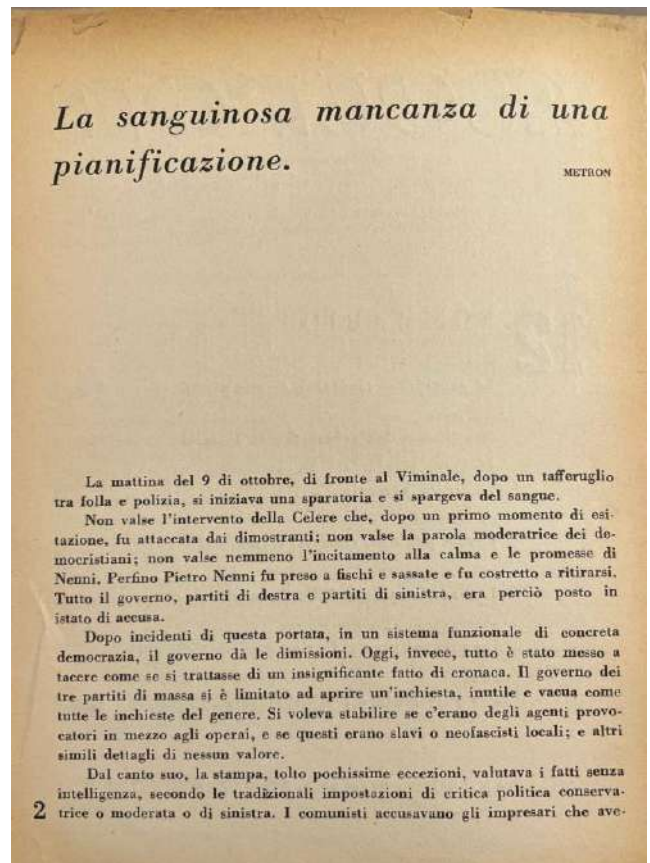 La sanguinosa mancanza di una
pianificazione.
METRON
La mattina del 9 di ottobre, di fronte al Viminale, dopo un tafferuglio
tra folla e polizia, si iniziava una sparatoria e si spargeva del sangue.
Non valse l'intervento della Celere che, dopo un primo momento di esi-
tazione, fu attaccata dai dimostranti; non valse la parola moderatrice dei de-
mocristiani; non valse nemmeno l'incitamento alla calma e le promesse di
Nenni. Perfino Pietro Nenni fu preso a fischi e sassate e fu costretto a ritirarsi.
Tutto il governo, partiti di destra e partiti di sinistra, era perciò posto in
istato di accusa.
Dopo incidenti di questa portata, in un sistema funzionale di concreta
democrazia, il governo dà le dimissioni. Oggi, invece, tutto è stato messo a
tacere come se si trattasse di un insignificante fatto di cronaca. Il governo dei
tre partiti di massa si è limitato ad aprire un'inchiesta, inutile e vacua come
tutte le inchieste del genere. Si voleva stabilire se c'erano degli agenti provo-
catori in mezzo agli operai, e se questi erano slavi o neofascisti locali; e altri
simili dettagli di nessun valore.
Dal canto suo, la stampa, tolto pochissime eccezioni, valutava i fatti senza
intelligenza, secondo le tradizionali impostazioni di critica politica conserva-
2 trice o moderata o di sinistra. I comunisti accusavano gli impresari che ave-